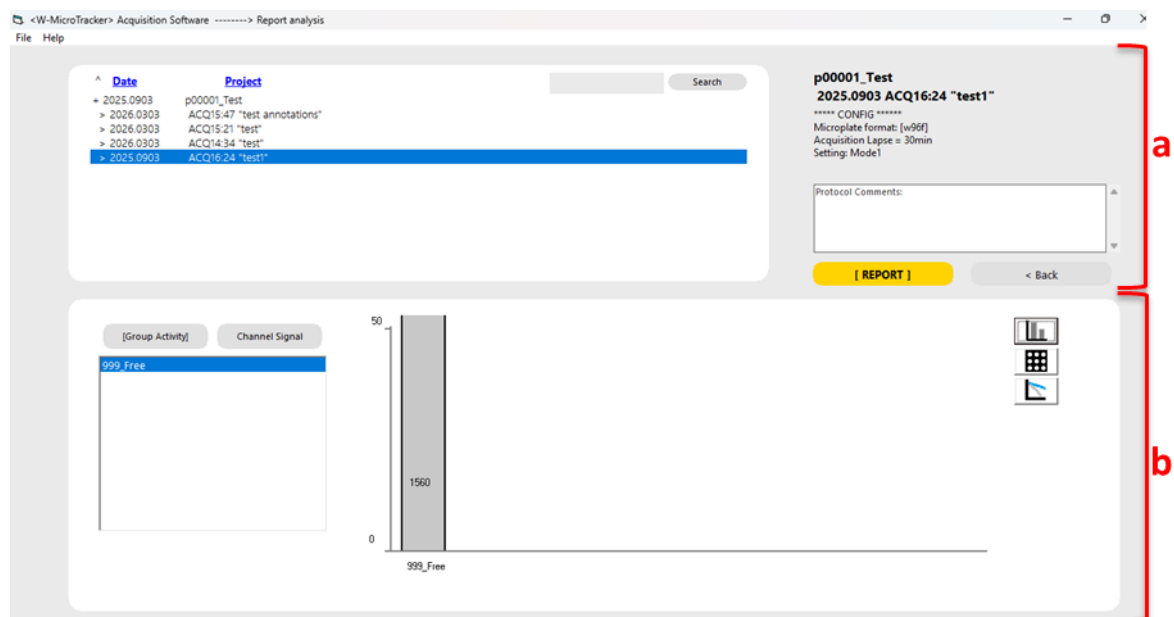 <W-MicroTracker> Acquisition Software --------> Report analysis
File Help
^ Date Project
Search
+ 2025.0903 p00001_Test
> 2026.0303 ACQ15:47 "test annotations"
> 2026.0303 ACQ15:21 "test"
> 2026.0303 ACQ14:34 "test"
> 2025.0903 ACQ16:24 "test1"
p00001_Test
2025.0903 ACQ16:24 "test1"
***** CONFIG ******
Microplate format: [w96f]
Acquisition Lapse = 30min
Setting: Mode1
Protocol Comments:
[ REPORT ] < Back
a
[Group Activity] Channel Signal
999_Free
50
1560
0
999_Free
b